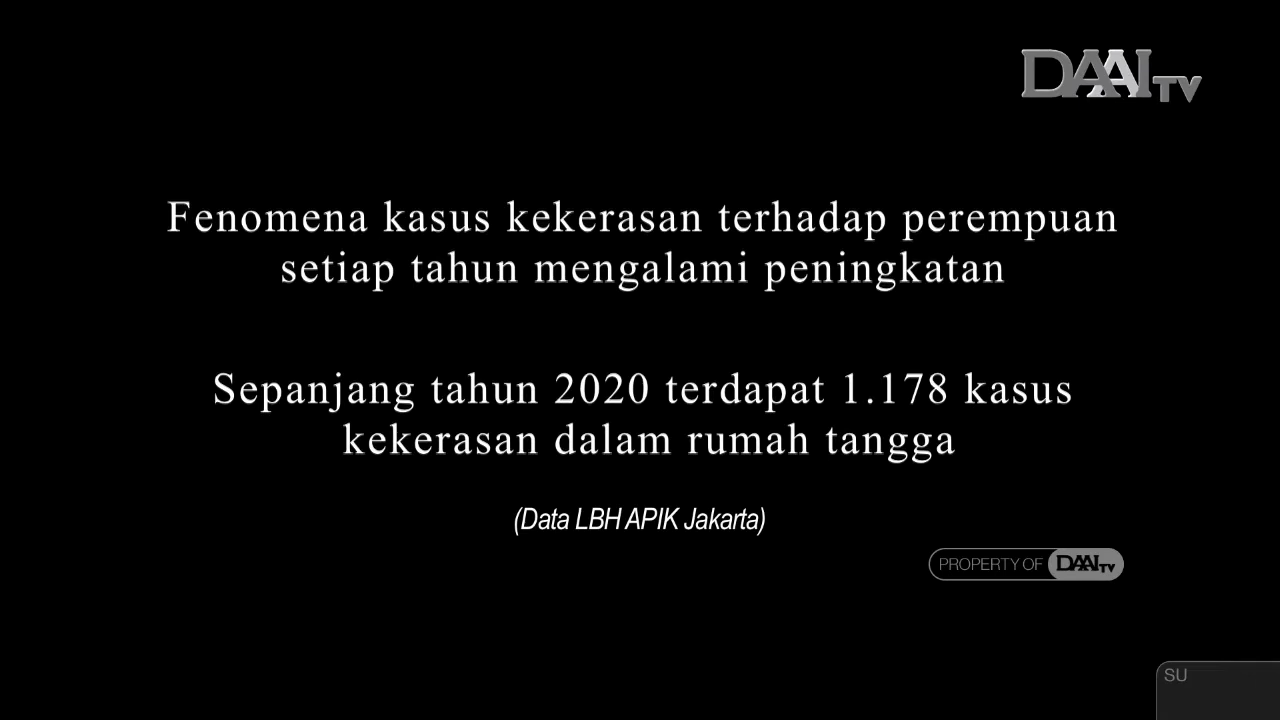 DAAI TV
Fenomena kasus kekerasan terhadap perempuan
setiap tahun mengalami peningkatan
Sepanjang tahun 2020 terdapat 1.178 kasus
kekerasan dalam rumah tangga
(Data LBH APIK Jakarta)
PROPERTY OF DAAI TV
SU